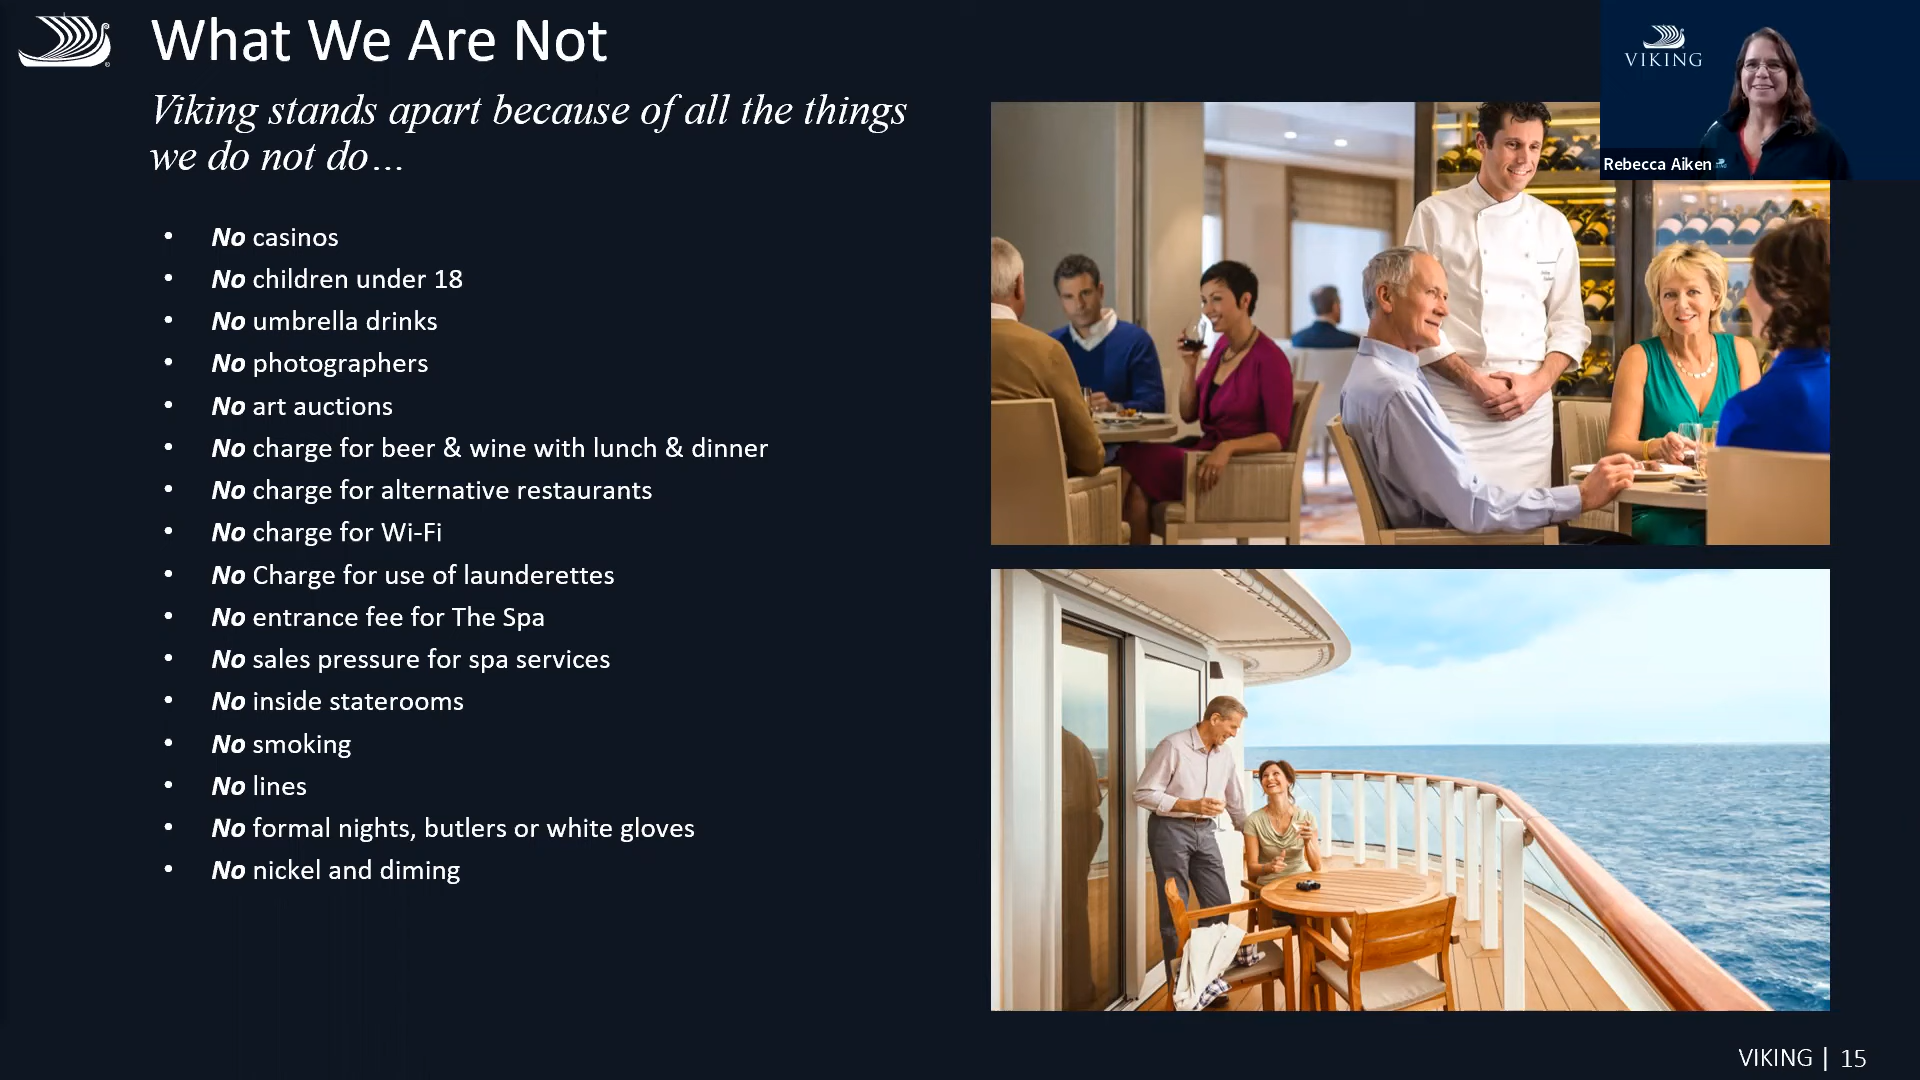 What We Are Not
Viking stands apart because of all the things
we do not do…
• No casinos
• No children under 18
• No umbrella drinks
• No photographers
• No art auctions
• No charge for beer & wine with lunch & dinner
• No charge for alternative restaurants
• No charge for Wi-Fi
• No Charge for use of launderettes
• No entrance fee for The Spa
• No sales pressure for spa services
• No inside staterooms
• No smoking
• No lines
• No formal nights, butlers or white gloves
• No nickel and diming
VIKING
Rebecca Aiken
VIKING | 15